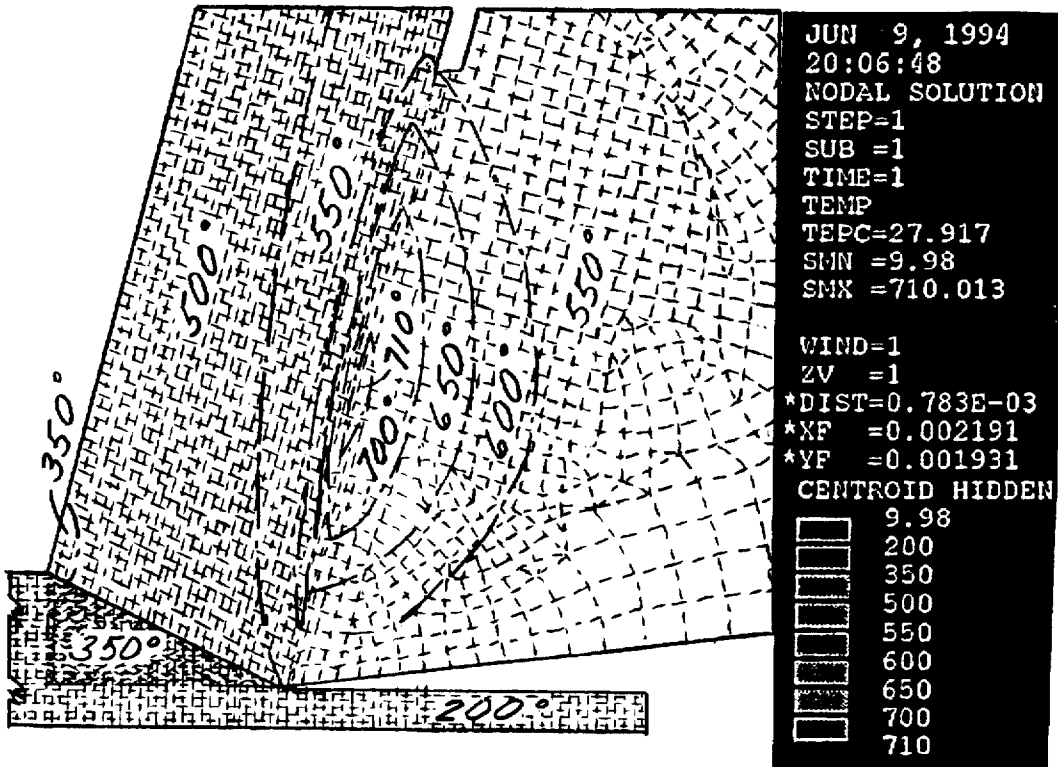 JUN 9, 1994
20:06:48
NODAL SOLUTION
STEP=1
SUB =1
TIME=1
TEMP
TEPC=27.917
SMN =9.98
SMX =710.013
WIND=1
ZV =1
*DIST=0.783E-03
*XF =0.002191
*YF =0.001931
CENTROID HIDDEN
9.98
200
350
500
550
600
650
700
710
550°
500°
550°
700°-710°
650°
600°
350°
350°
200°